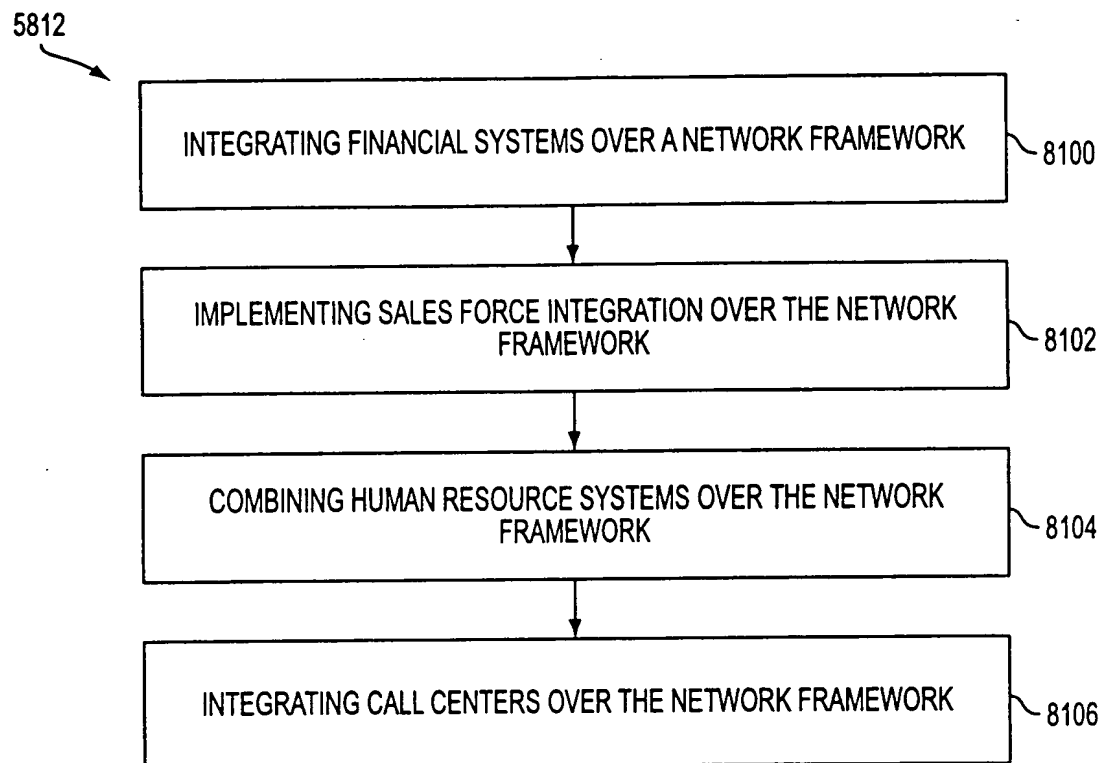 5812
INTEGRATING FINANCIAL SYSTEMS OVER A NETWORK FRAMEWORK
8100
IMPLEMENTING SALES FORCE INTEGRATION OVER THE NETWORK
FRAMEWORK
8102
COMBINING HUMAN RESOURCE SYSTEMS OVER THE NETWORK
FRAMEWORK
8104
INTEGRATING CALL CENTERS OVER THE NETWORK FRAMEWORK
8106